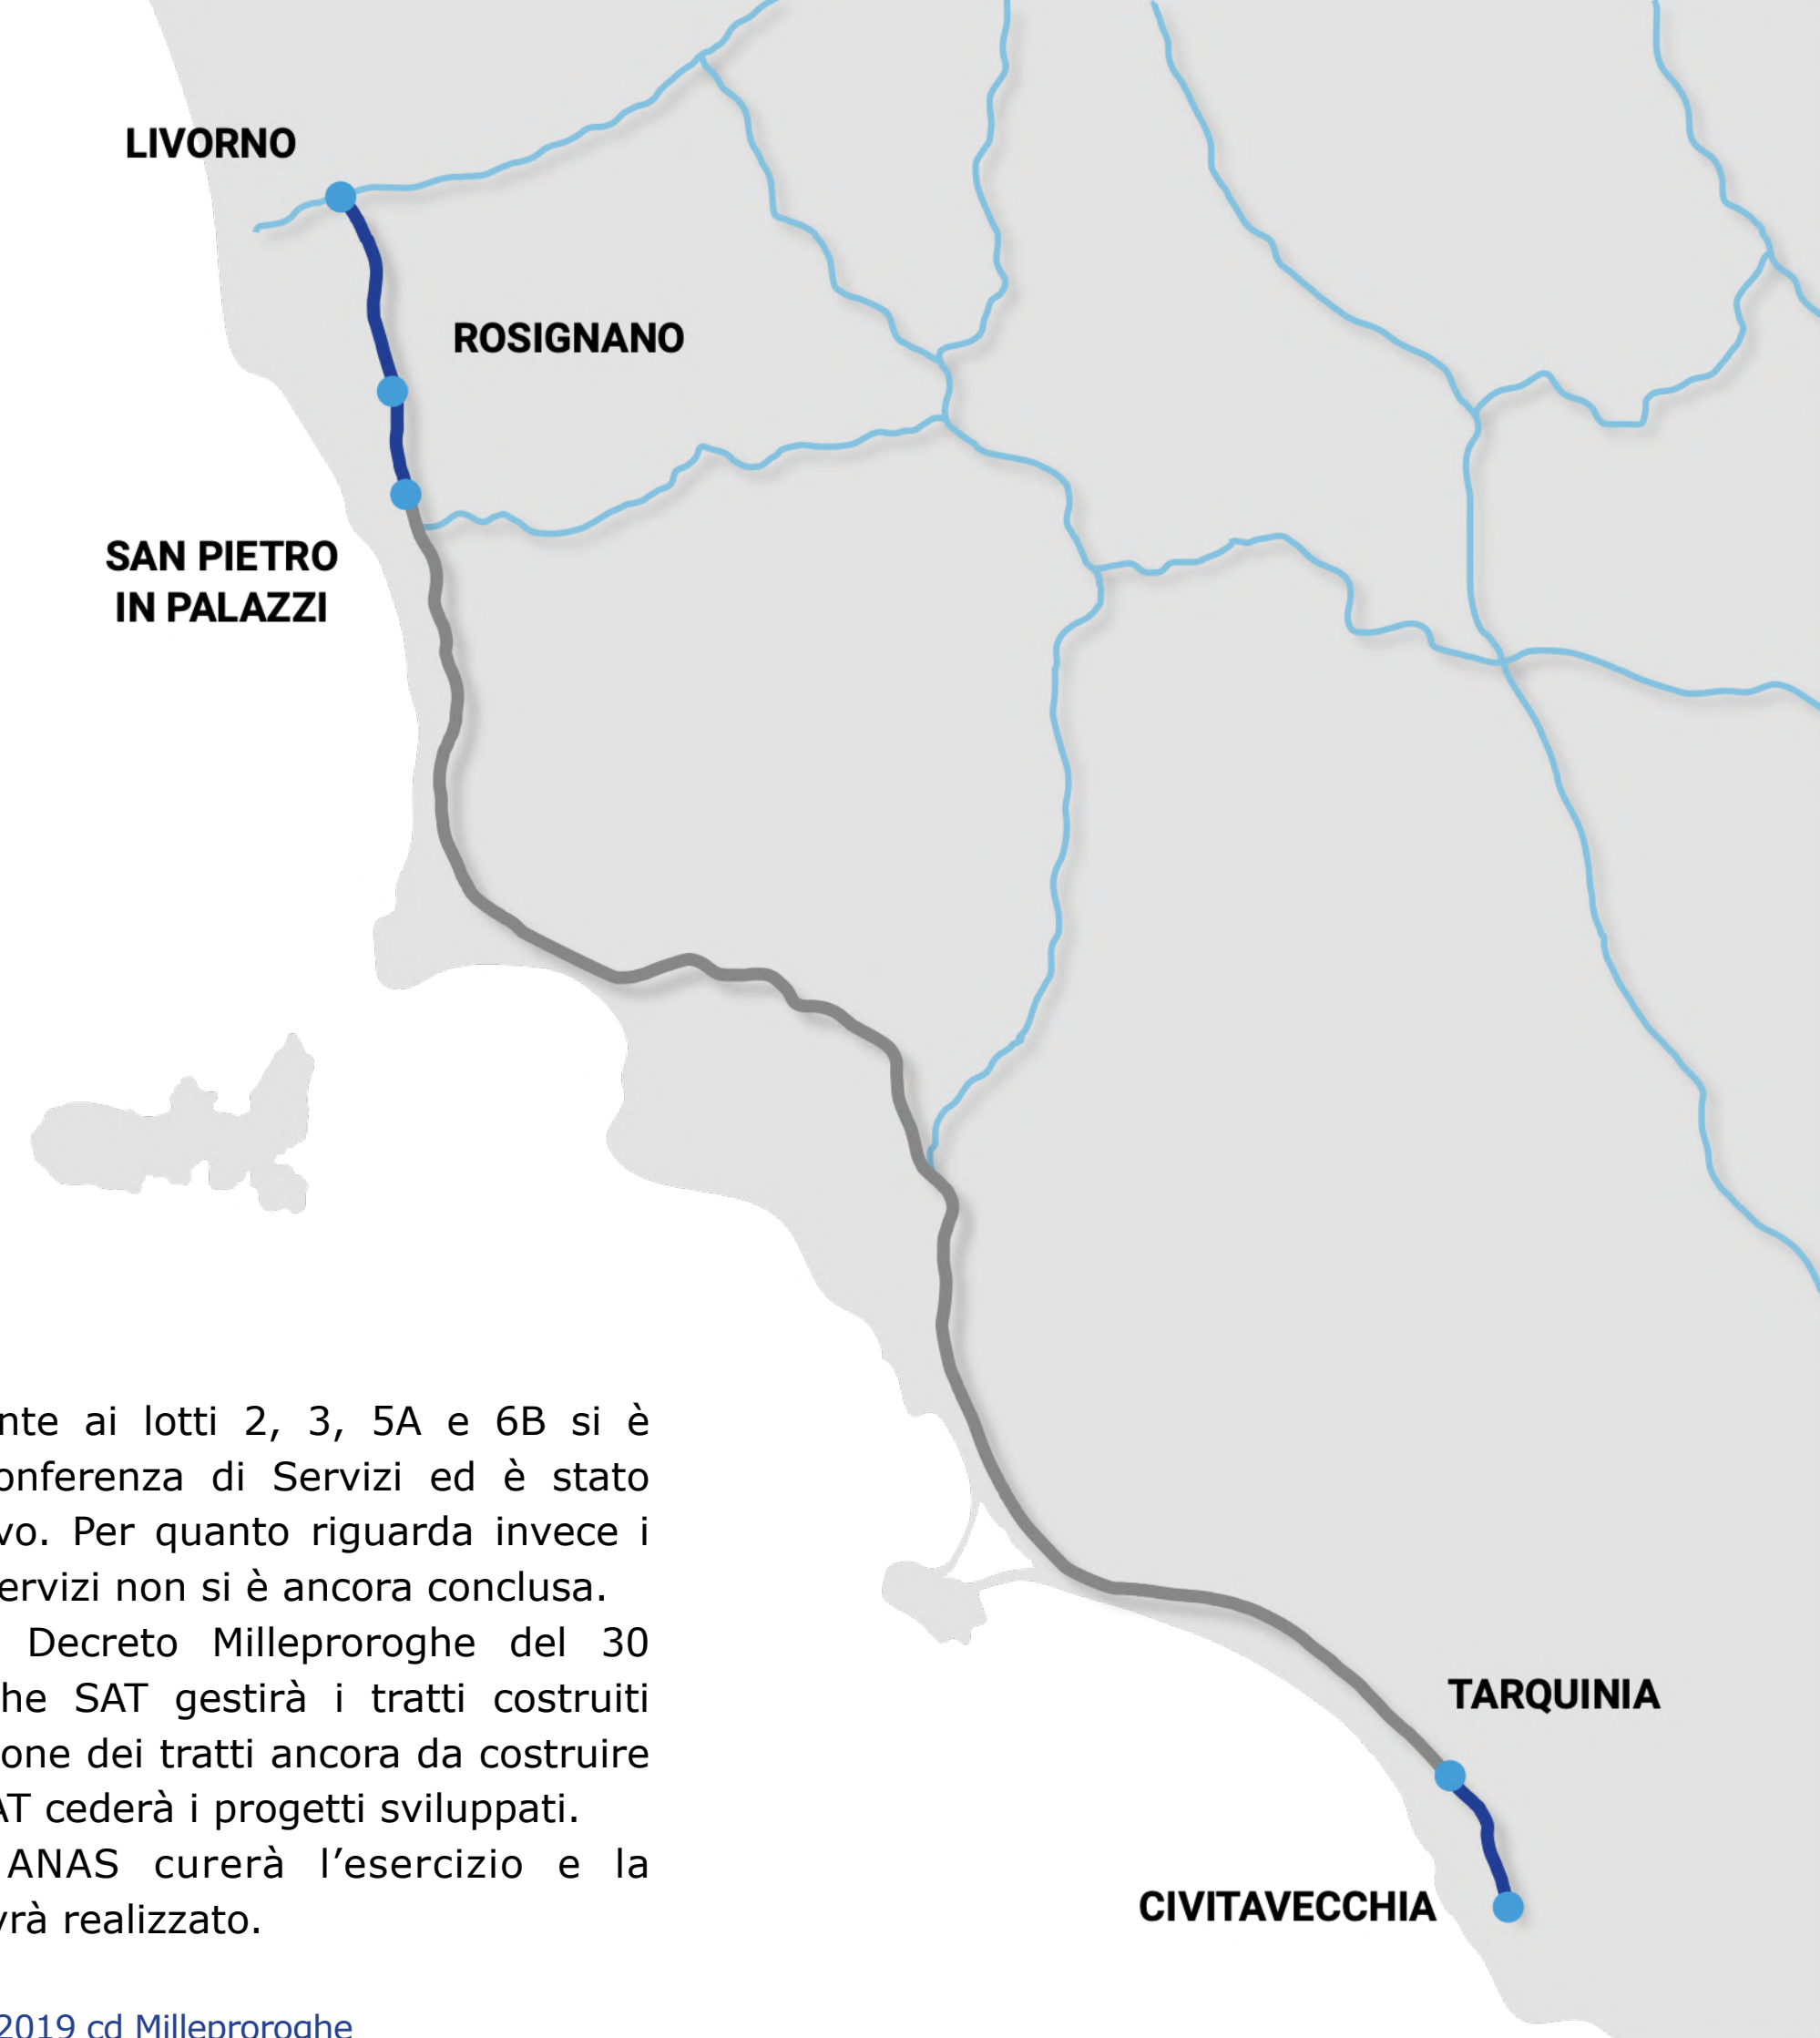 LIVORNO
ROSIGNANO
SAN PIETRO
IN PALAZZI
nte ai lotti 2, 3, 5A e 6B si è
onferenza di Servizi ed è stato
vo. Per quanto riguarda invece i
ervizi non si è ancora conclusa.
Decreto Milleproroghe del 30
he SAT gestirà i tratti costruiti
one dei tratti ancora da costruire
AT cederà i progetti sviluppati.
ANAS curerà l'esercizio e la
vrà realizzato.
TARQUINIA
CIVITAVECCHIA
2019 cd Milleproroghe